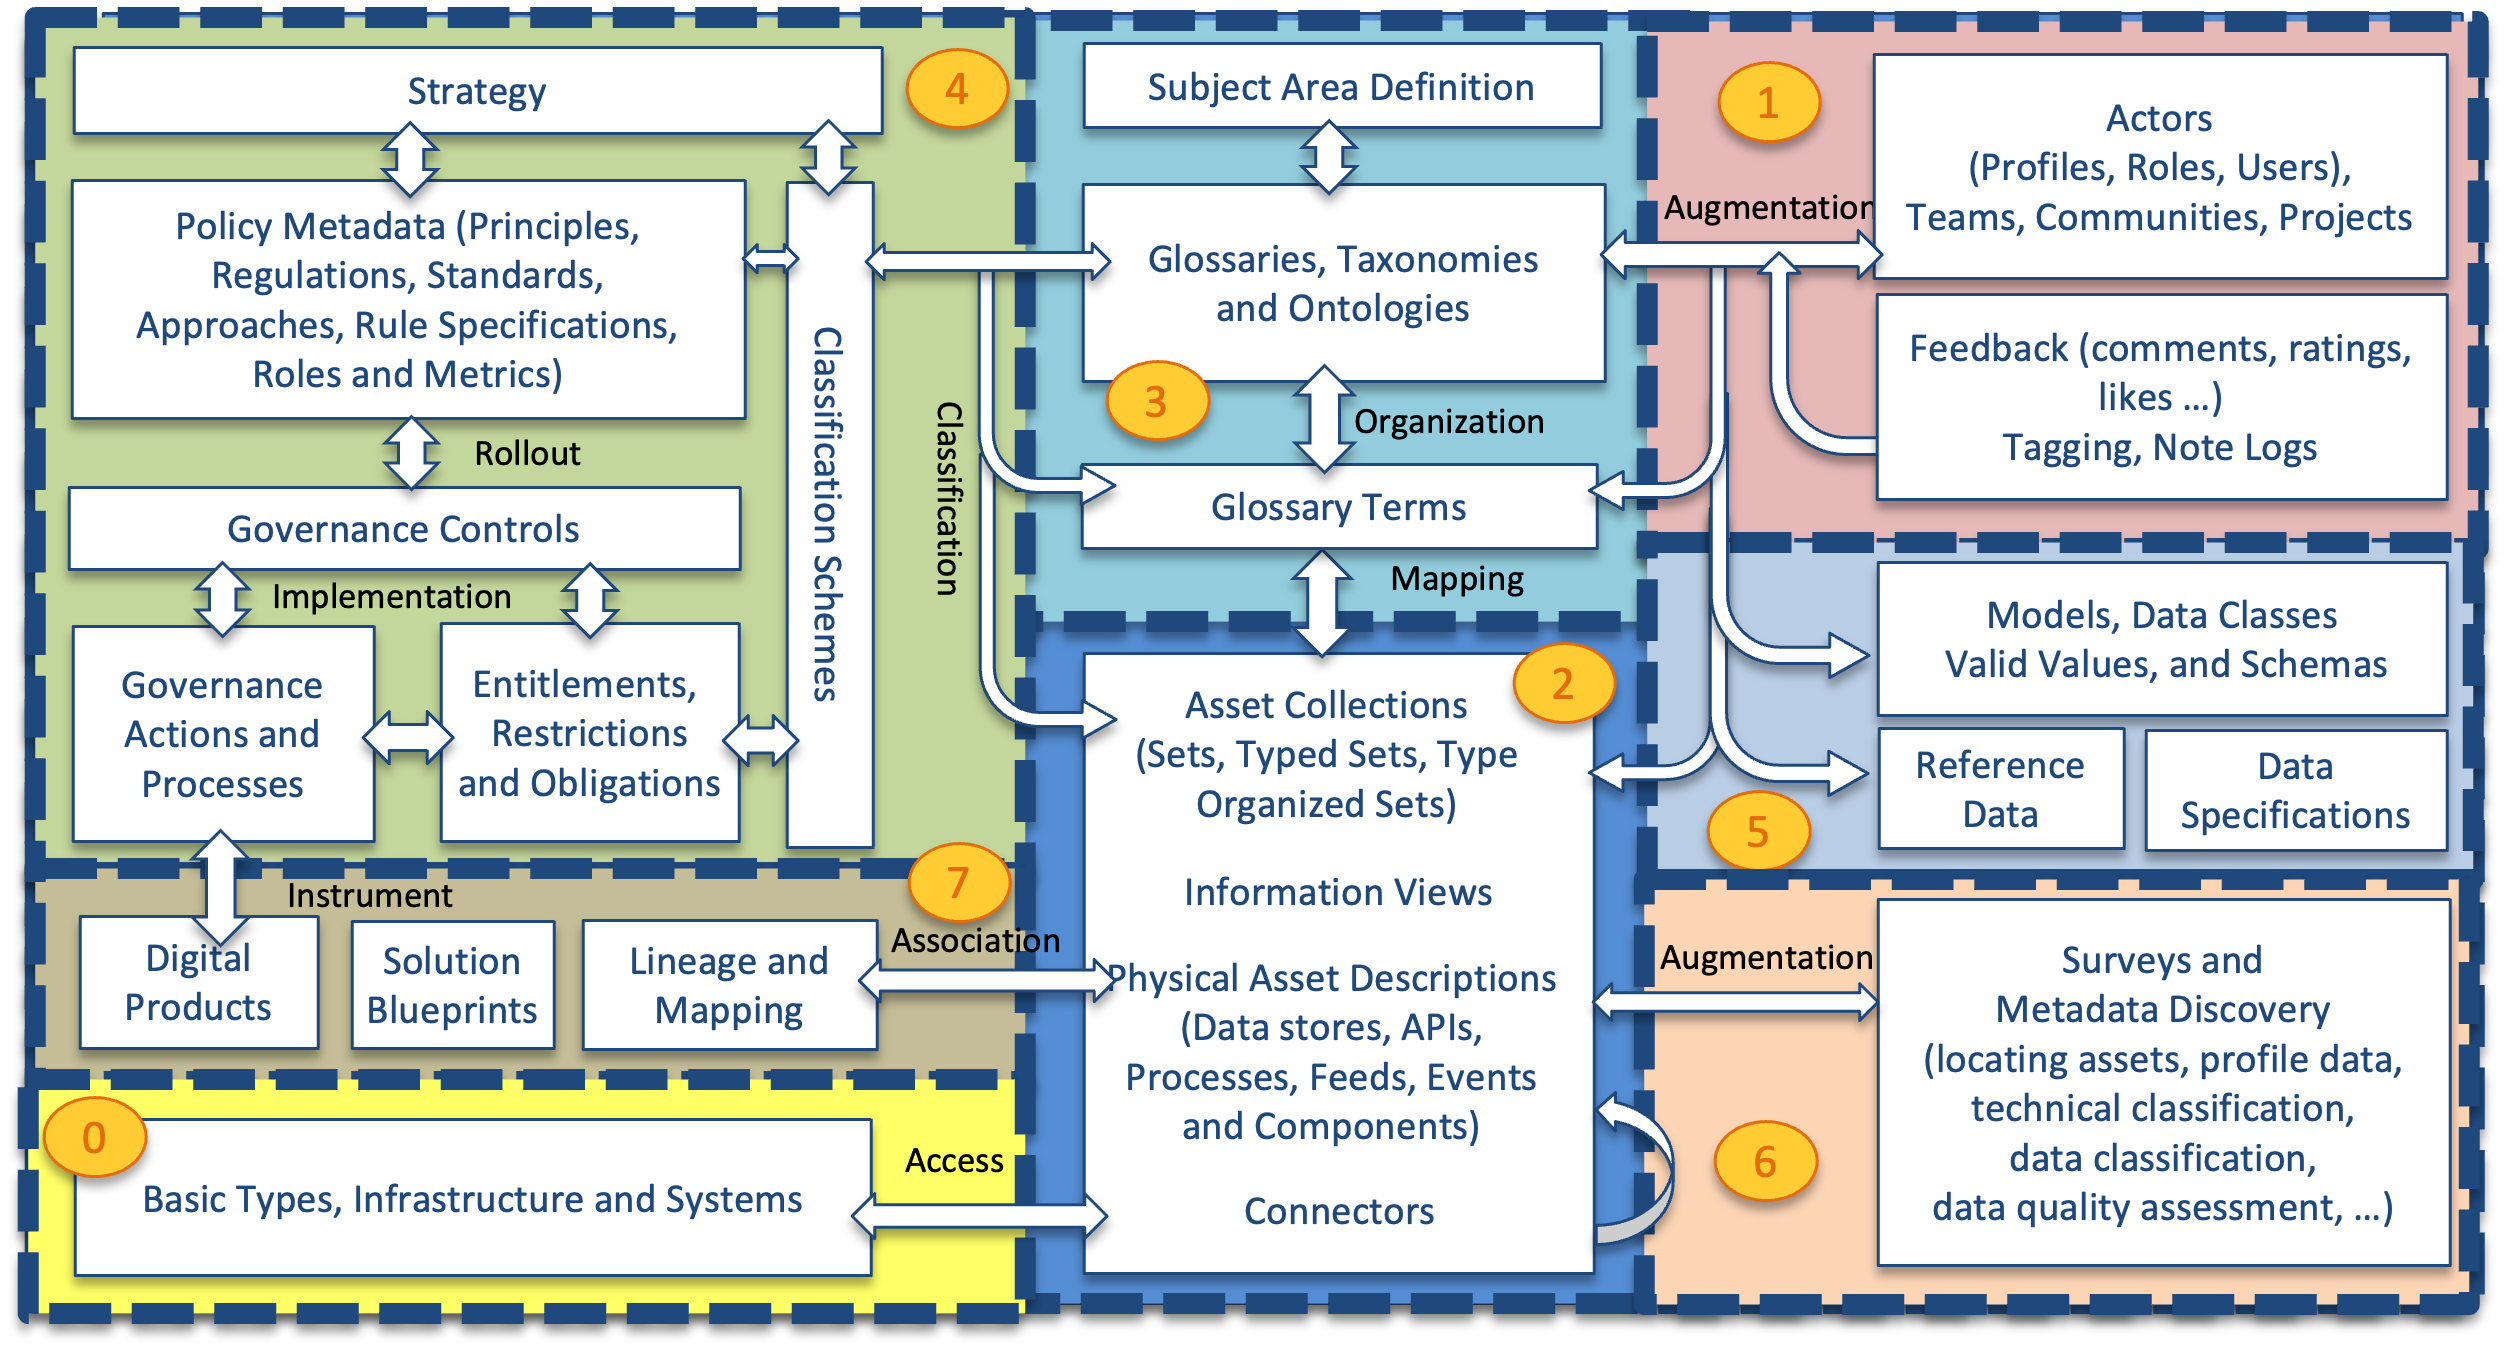 Strategy
4
Policy Metadata (Principles,
Regulations, Standards,
Approaches, Rule Specifications,
Roles and Metrics)
Rollout
Governance Controls
Implementation
Governance
Actions and
Processes
Entitlements,
Restrictions
and Obligations
Classification Schemes
Classification
Subject Area Definition
Glossaries, Taxonomies
and Ontologies
3
Organization
Glossary Terms
Mapping
1
Augmentation
Actors
(Profiles, Roles, Users),
Teams, Communities, Projects
Feedback (comments, ratings,
likes ...)
Tagging, Note Logs
Models, Data Classes
Valid Values, and Schemas
Reference
Data
Data
Specifications
5
2
Asset Collections
(Sets, Typed Sets, Type
Organized Sets)
Information Views
Physical Asset Descriptions
(Data stores, APIs,
Processes, Feeds, Events
and Components)
Connectors
7
Instrument
Digital
Products
Solution
Blueprints
Lineage and
Mapping
Association
0
Basic Types, Infrastructure and Systems
Access
Augmentation
6
Surveys and
Metadata Discovery
(locating assets, profile data,
technical classification,
data classification,
data quality assessment, ...)